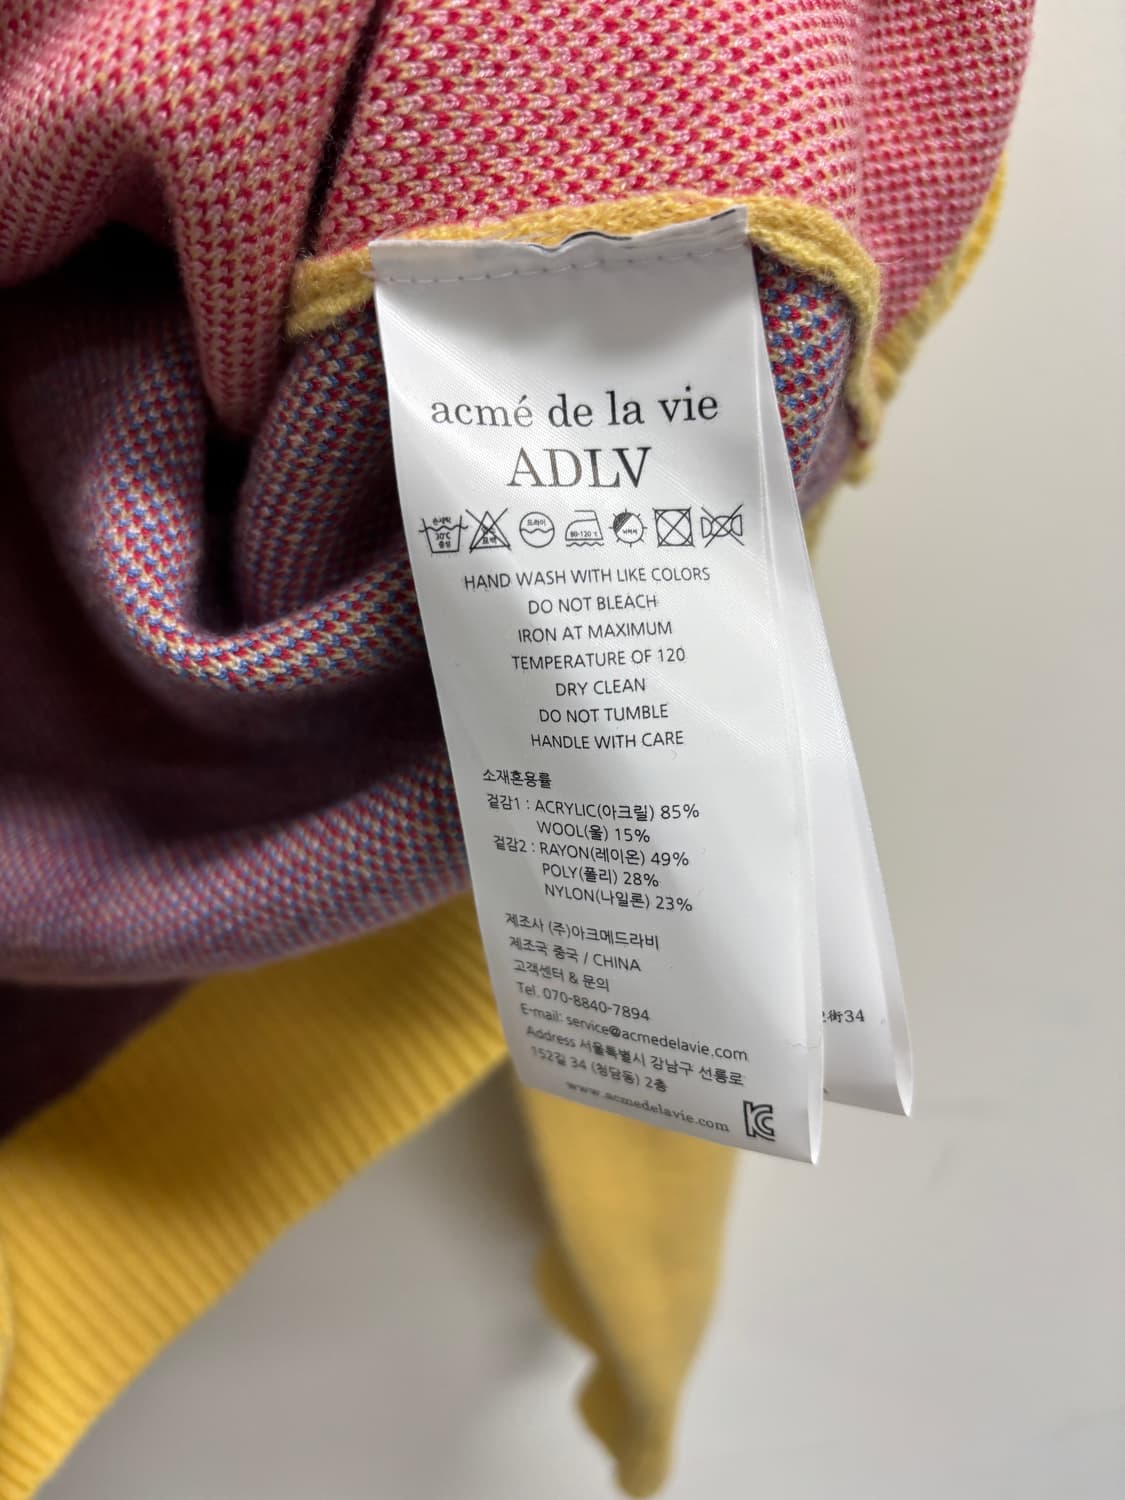 acmé de la vie
ADLV
손세탁
30℃
중성
드라이
80-120℃
HAND WASH WITH LIKE COLORS
DO NOT BLEACH
IRON AT MAXIMUM
TEMPERATURE OF 120
DRY CLEAN
DO NOT TUMBLE
HANDLE WITH CARE
소재혼용률
겉감1 : ACRYLIC(아크릴) 85%
WOOL(울) 15%
겉감2 : RAYON(레이온) 49%
POLY(폴리) 28%
NYLON(나일론) 23%
제조사 (주)아크메드라비
제조국 중국 / CHINA
고객센터 & 문의
Tel. 070-8840-7894
E-mail: service@acmedelavie.com
Address 서울특별시 강남구 선릉로
152길 34 (청담동) 2층
www.acmedelavie.com
KC
街34